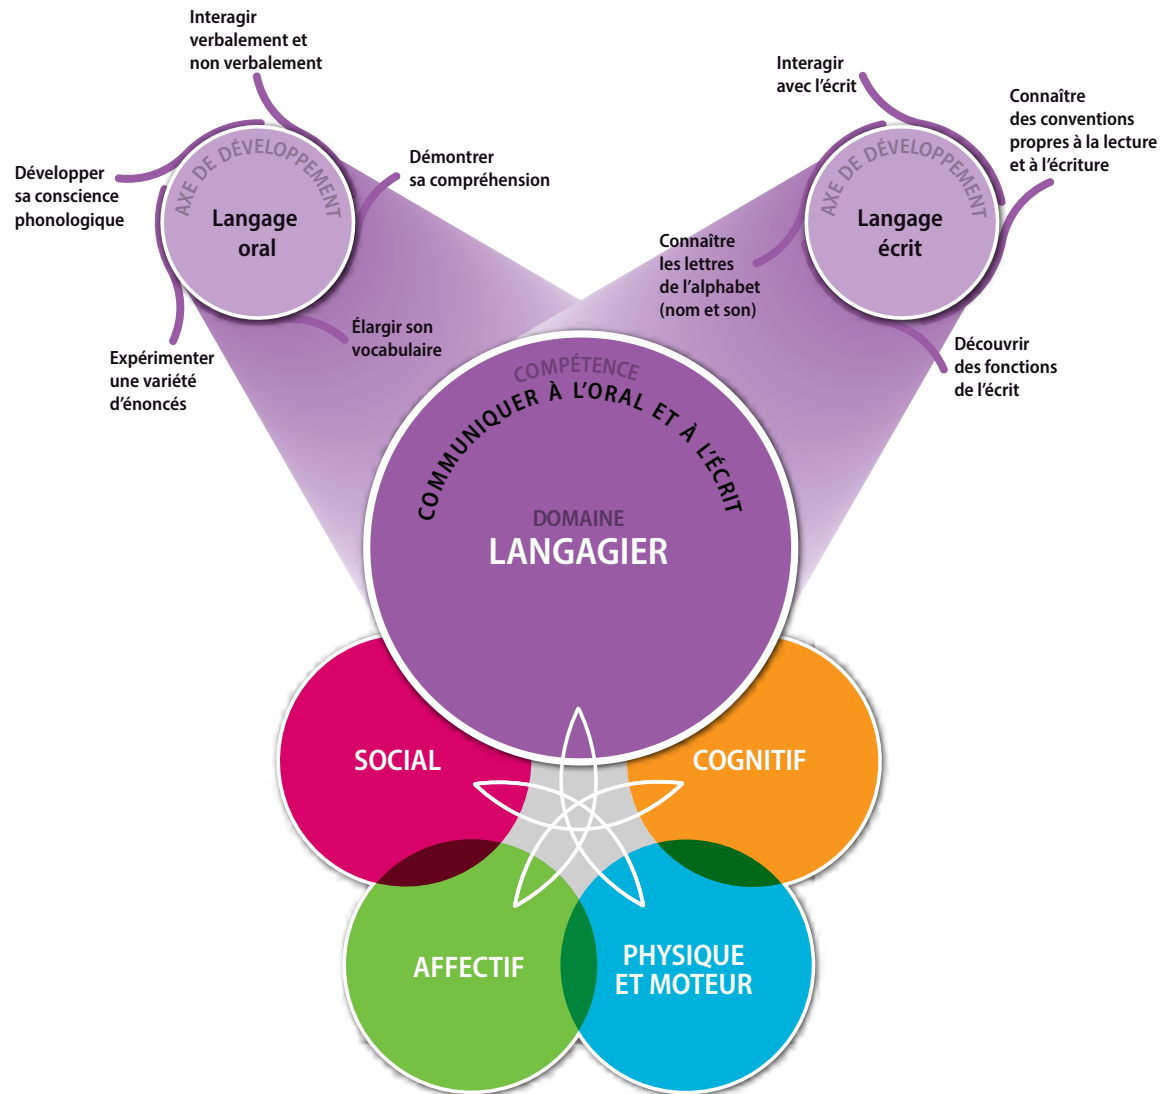 Interagir
verbalement et
non verbalement
Développer
sa conscience
phonologique
AXE DE DÉVELOPPEMENT
Langage
oral
Démontrer
sa compréhension
Élargir son
vocabulaire
Expérimenter
une variété
d'énoncés
Interagir
avec l'écrit
Connaître
des conventions
propres à la lecture
et à l'écriture
AXE DE DÉVELOPPEMENT
Langage
écrit
Connaître
les lettres
de l'alphabet
(nom et son)
Découvrir
des fonctions
de l'écrit
COMPÉTENCE
COMMUNIQUER À L'ORAL ET À L'ÉCRIT
DOMAINE
LANGAGIER
SOCIAL
COGNITIF
AFFECTIF
PHYSIQUE
ET MOTEUR